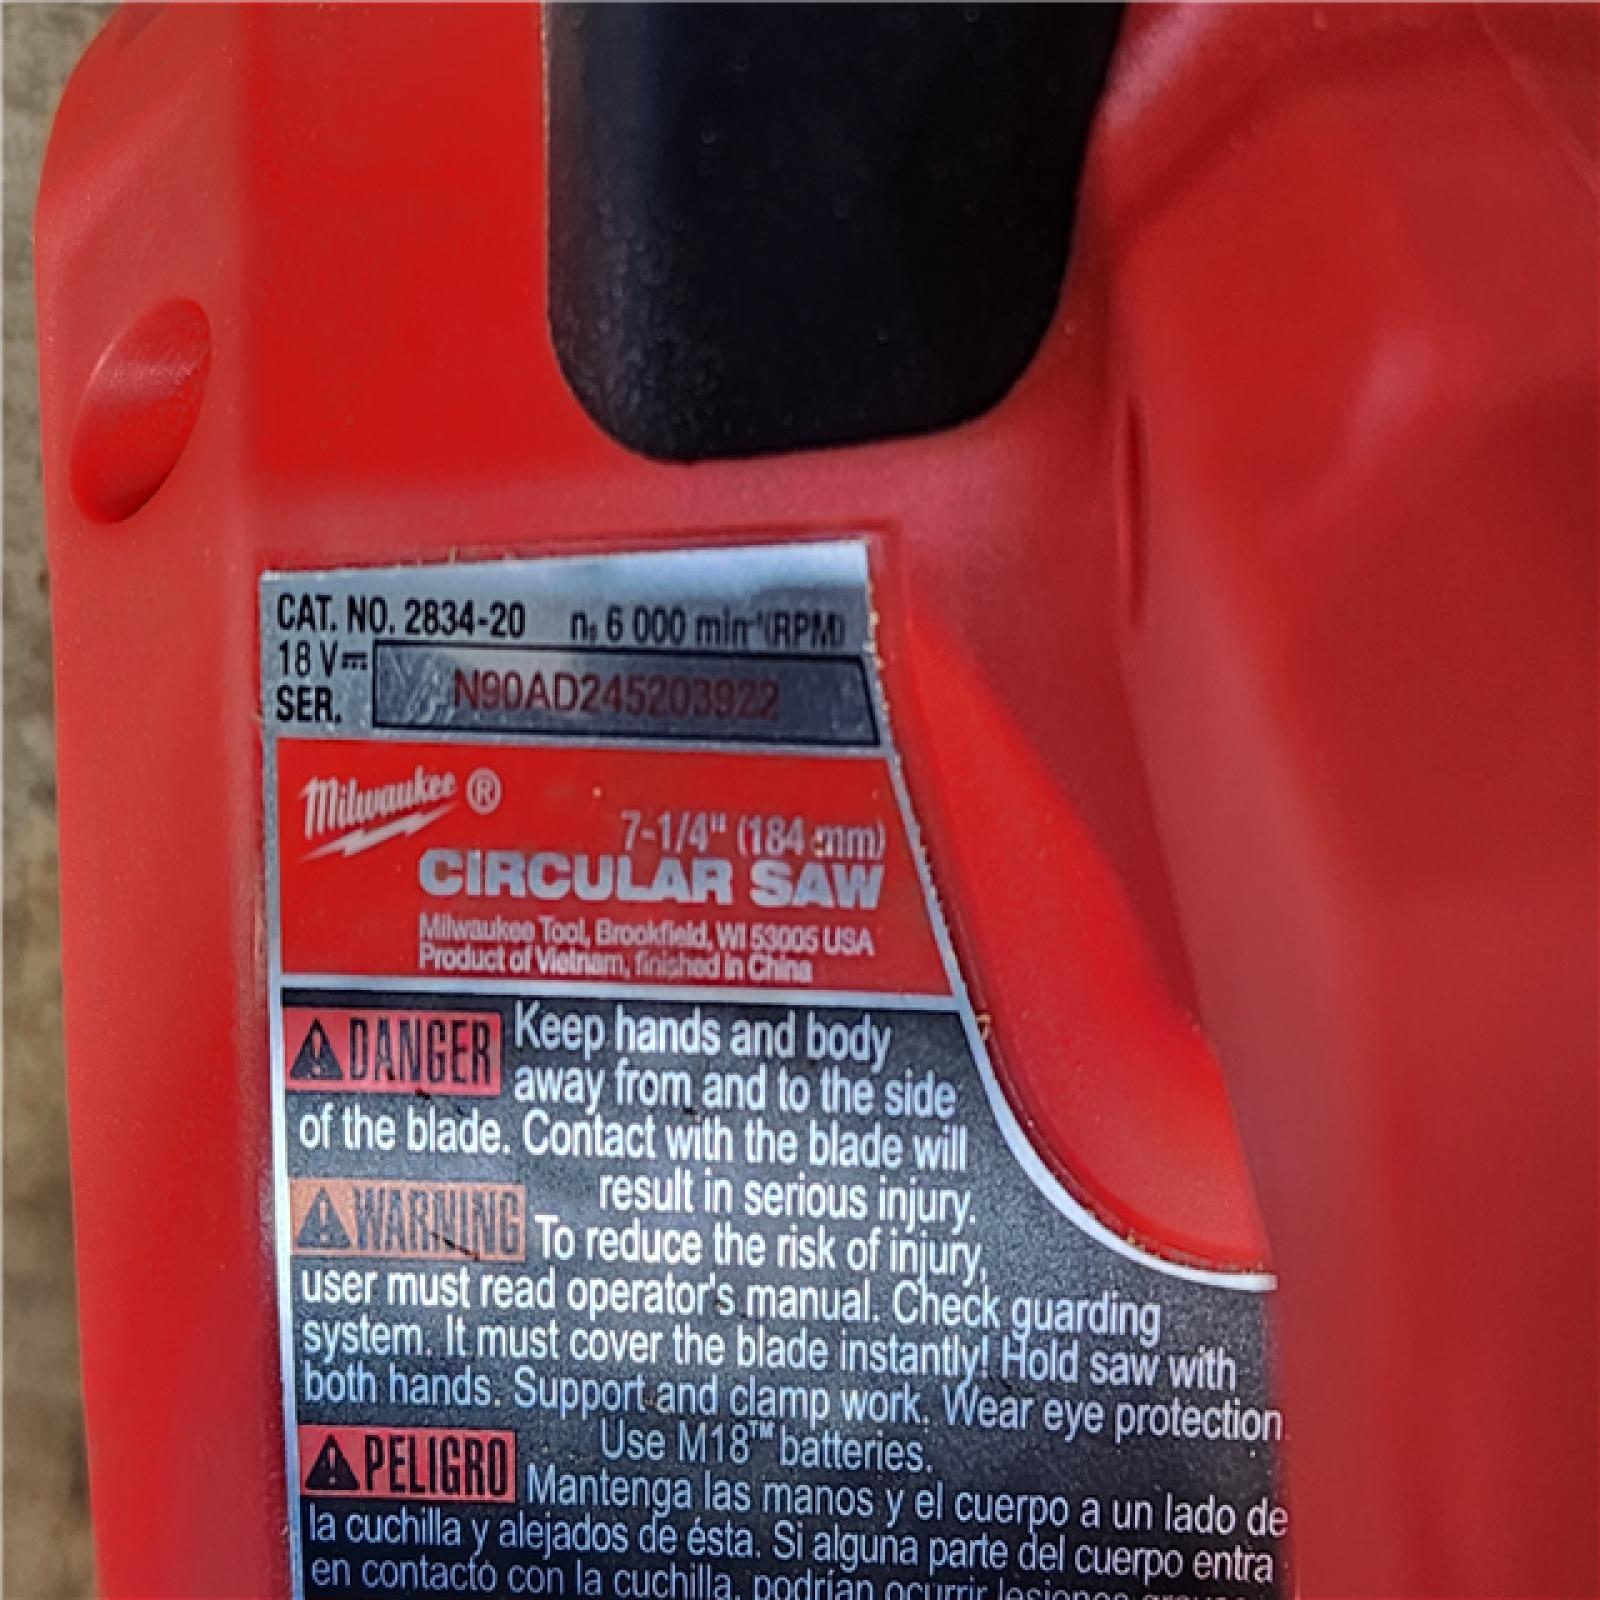 CAT. NO. 2834-20 n₀ 6 000 min⁻¹(RPM)
18 V⎓
SER. N90AD245203922
Milwaukee ®
7-1/4" (184 mm)
CIRCULAR SAW
Milwaukee Tool, Brookfield, WI 53005 USA
Product of Vietnam, finished in China
⚠DANGER Keep hands and body
away from and to the side
of the blade. Contact with the blade will
result in serious injury.
⚠WARNING To reduce the risk of injury,
user must read operator's manual. Check guarding
system. It must cover the blade instantly! Hold saw with
both hands. Support and clamp work. Wear eye protection.
Use M18™ batteries.
⚠PELIGRO Mantenga las manos y el cuerpo a un lado de
la cuchilla y alejados de ésta. Si alguna parte del cuerpo entra
en contacto con la cuchilla, podrían ocurrir lesiones